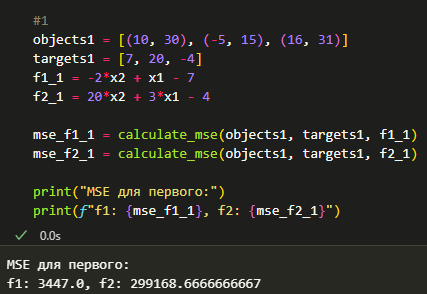 #1
objects1 = [(10, 30), (-5, 15), (16, 31)]
targets1 = [7, 20, -4]
f1_1 = -2*x2 + x1 - 7
f2_1 = 20*x2 + 3*x1 - 4
mse_f1_1 = calculate_mse(objects1, targets1, f1_1)
mse_f2_1 = calculate_mse(objects1, targets1, f2_1)
print("MSE для первого:")
print(f"f1: {mse_f1_1}, f2: {mse_f2_1}")
0.0s
MSE для первого:
f1: 3447.0, f2: 299168.6666666667